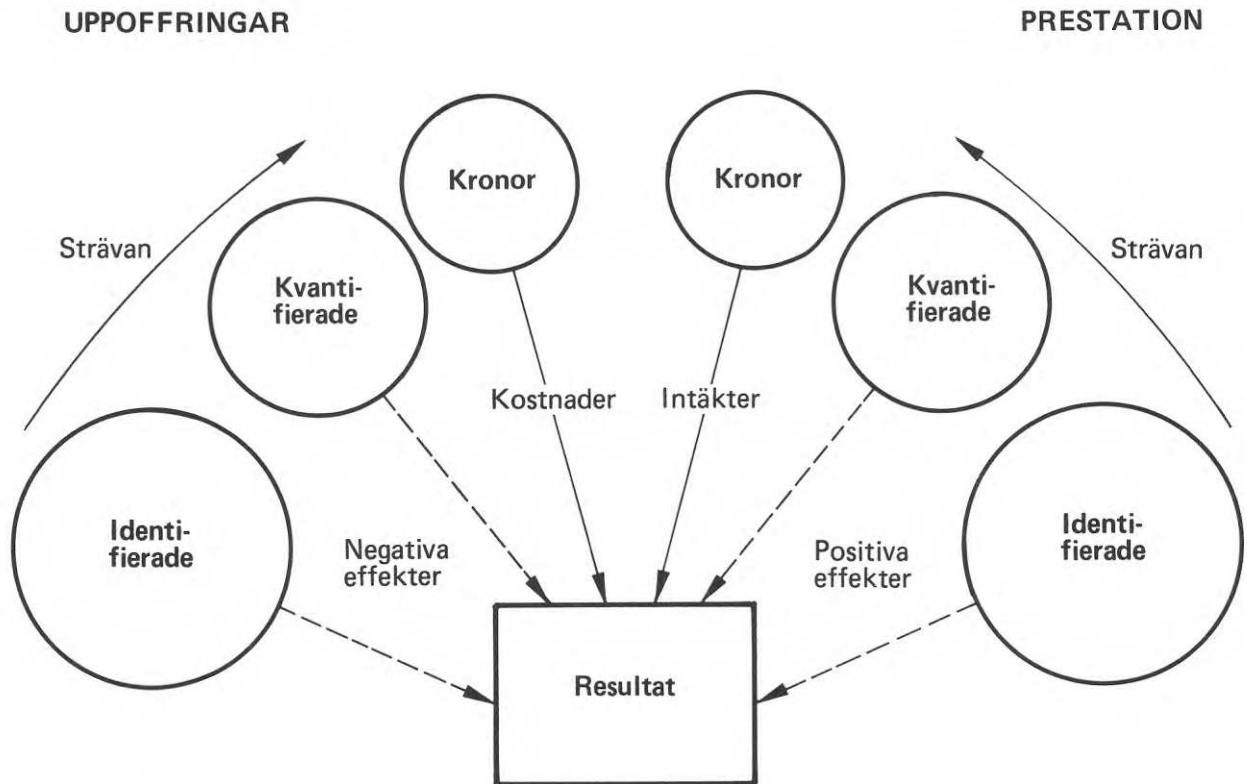 UPPOFFRINGAR
PRESTATION
Kronor
Kronor
Strävan
Strävan
Kvanti-
fierade
Kvanti-
fierade
Kostnader
Intäkter
Identi-
fierade
Identi-
fierade
Negativa
effekter
Positiva
effekter
Resultat